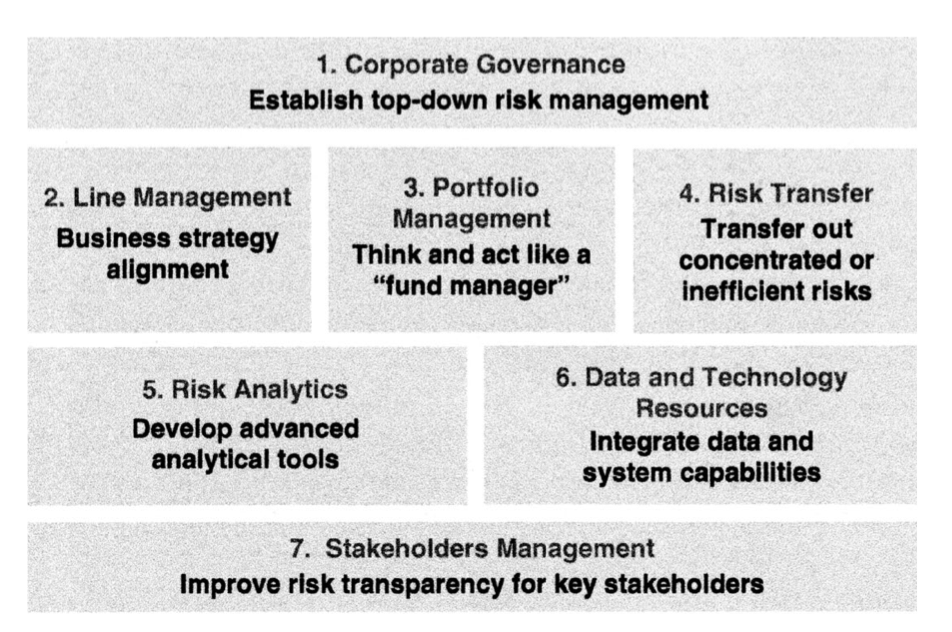 1. Corporate Governance
Establish top-down risk management
2. Line Management
Business strategy
alignment
3. Portfolio
Management
Think and act like a
“fund manager”
4. Risk Transfer
Transfer out
concentrated or
inefficient risks
5. Risk Analytics
Develop advanced
analytical tools
6. Data and Technology
Resources
Integrate data and
system capabilities
7. Stakeholders Management
Improve risk transparency for key stakeholders